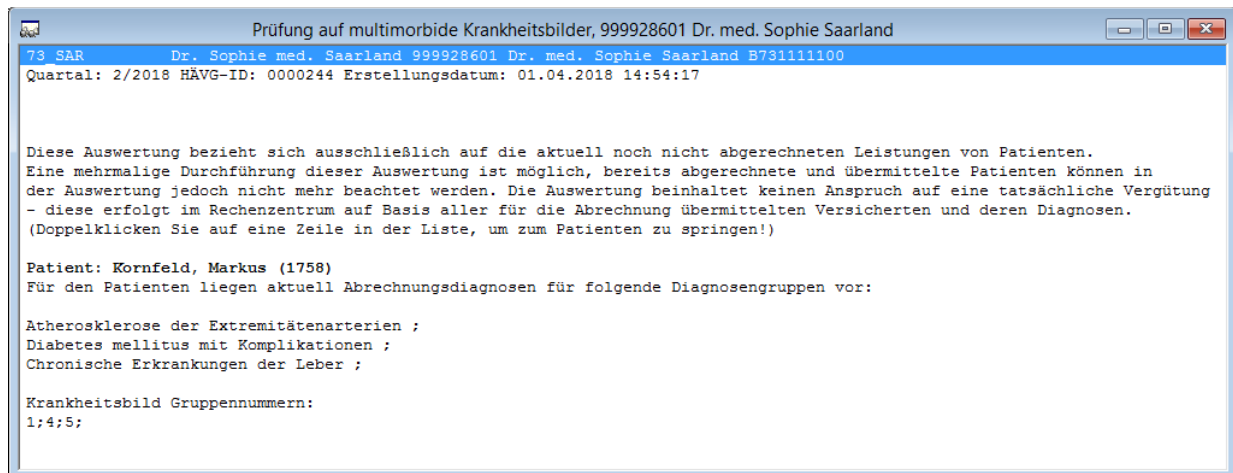 Prüfung auf multimorbide Krankheitsbilder, 999928601 Dr. med. Sophie Saarland
73_SAR Dr. Sophie med. Saarland 999928601 Dr. med. Sophie Saarland B731111100
Quartal: 2/2018 HÄVG-ID: 0000244 Erstellungsdatum: 01.04.2018 14:54:17
Diese Auswertung bezieht sich ausschließlich auf die aktuell noch nicht abgerechneten Leistungen von Patienten.
Eine mehrmalige Durchführung dieser Auswertung ist möglich, bereits abgerechnete und übermittelte Patienten können in
der Auswertung jedoch nicht mehr beachtet werden. Die Auswertung beinhaltet keinen Anspruch auf eine tatsächliche Vergütung
- diese erfolgt im Rechenzentrum auf Basis aller für die Abrechnung übermittelten Versicherten und deren Diagnosen.
(Doppelklicken Sie auf eine Zeile in der Liste, um zum Patienten zu springen!)
Patient: Kornfeld, Markus (1758)
Für den Patienten liegen aktuell Abrechnungsdiagnosen für folgende Diagnosengruppen vor:
Atherosklerose der Extremitätenarterien ;
Diabetes mellitus mit Komplikationen ;
Chronische Erkrankungen der Leber ;
Krankheitsbild Gruppennummern:
1;4;5;